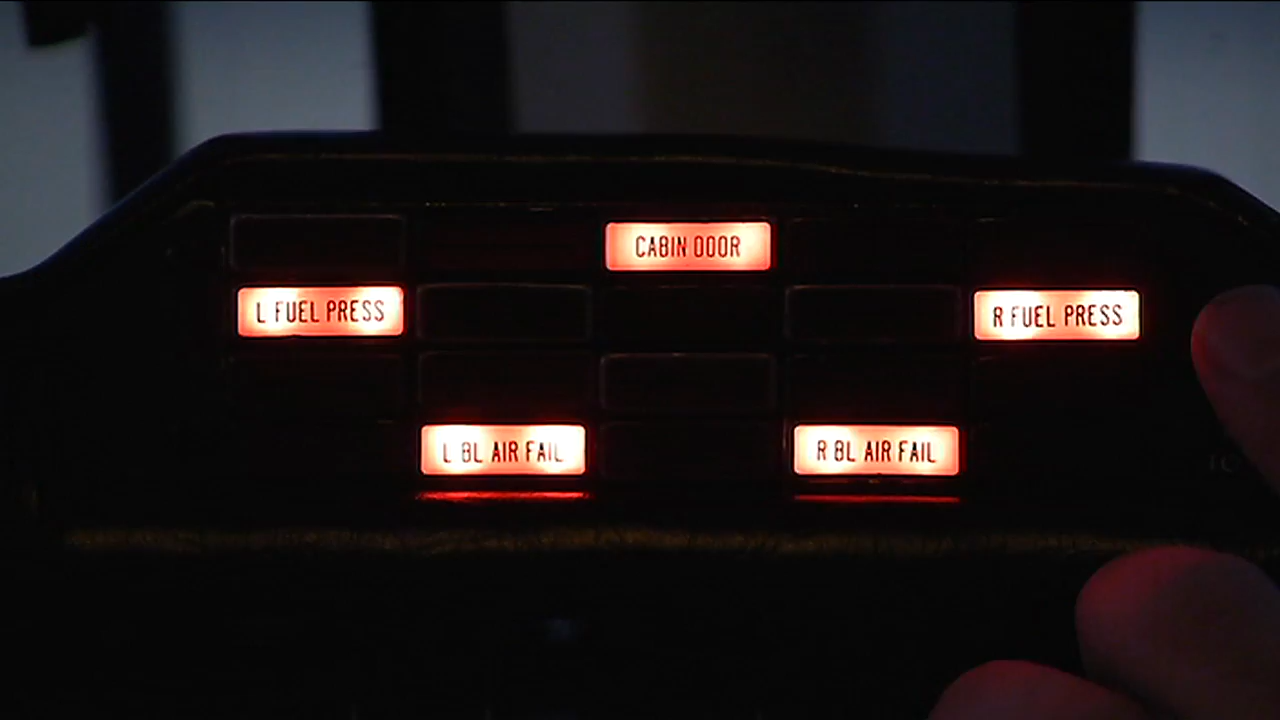 CABIN DOOR
L FUEL PRESS
R FUEL PRESS
L BL AIR FAIL
R BL AIR FAIL